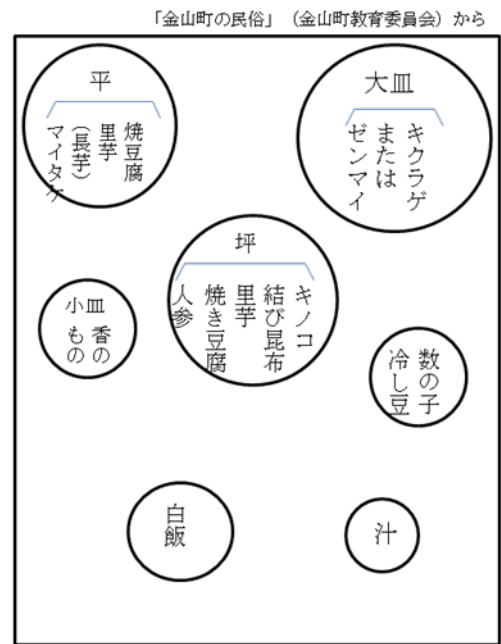 「金山町の民俗」（金山町教育委員会）から
平
焼豆腐
里芋
（長芋）
マイタケ
大皿
キクラゲ
または
ゼンマイ
坪
キノコ
結び昆布
里芋
焼き豆腐
人参
小皿
香の
もの
数の子
冷し豆
白飯
汁